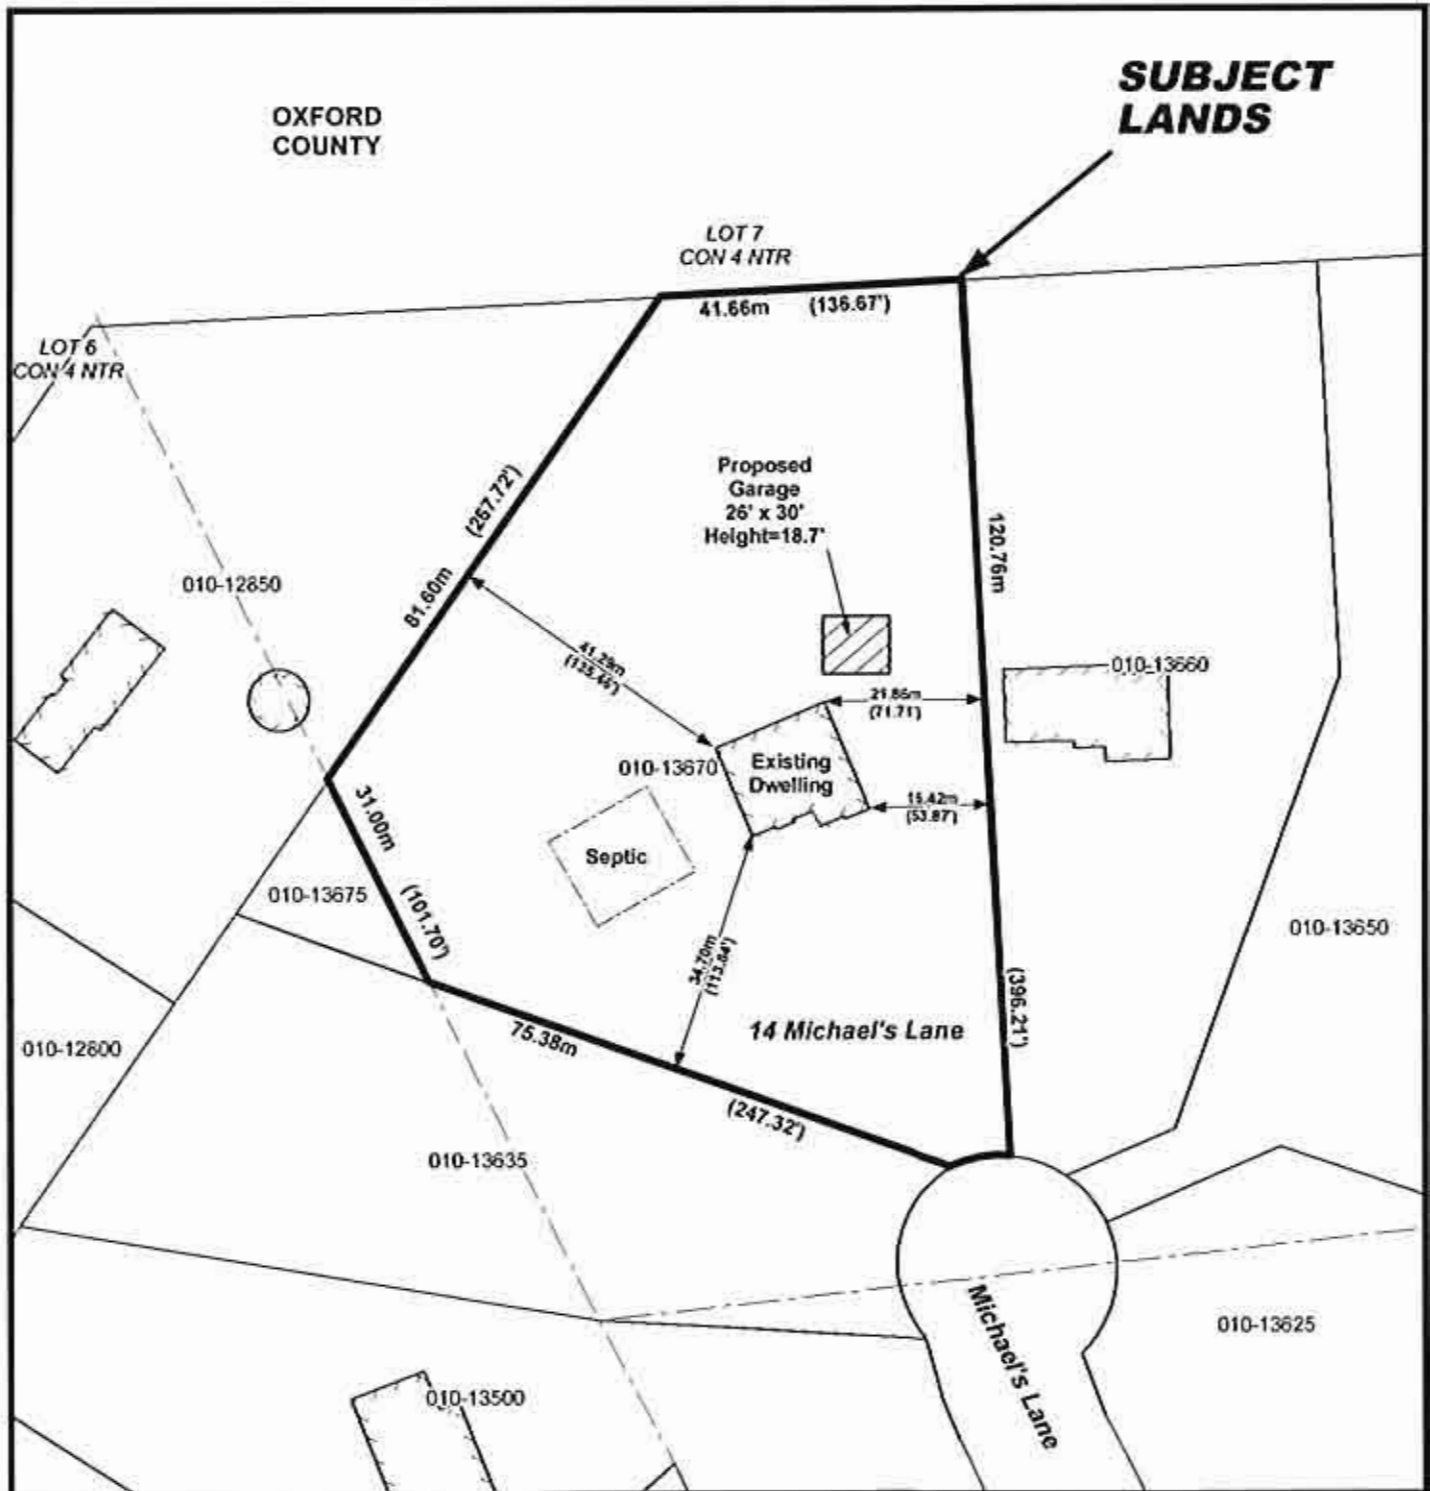 SUBJECT
LANDS
OXFORD
COUNTY
LOT 7
CON 4 NTR
41.66m (136.67')
LOT 6
CON 4 NTR
(267.72')
81.60m
Proposed
Garage
26' x 30'
Height=18.7'
120.76m
010-12850
41.29m
(135.46')
010-13660
21.86m
(71.71')
010-13670
Existing
Dwelling
15.42m
(53.87')
31.00m
(101.70')
Septic
010-13675
34.70m
(113.84')
010-13650
(396.21')
14 Michael's Lane
75.38m
(247.32')
010-12800
010-13635
Michael's Lane
010-13625
010-13500